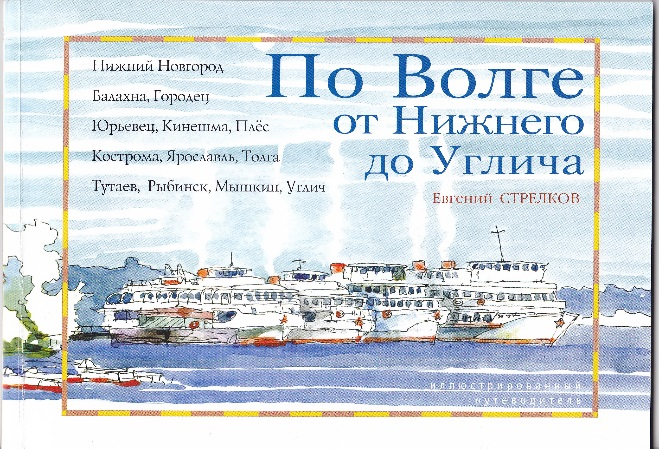 Нижний Новгород
Балахна, Городец
Юрьевец, Кинешма, Плёс
Кострома, Ярославль, Толга
Тутаев, Рыбинск, Мышкин, Углич
По Волге
от Нижнего
до Углича
Евгений СТРЕЛКОВ
иллюстрированный
путеводитель